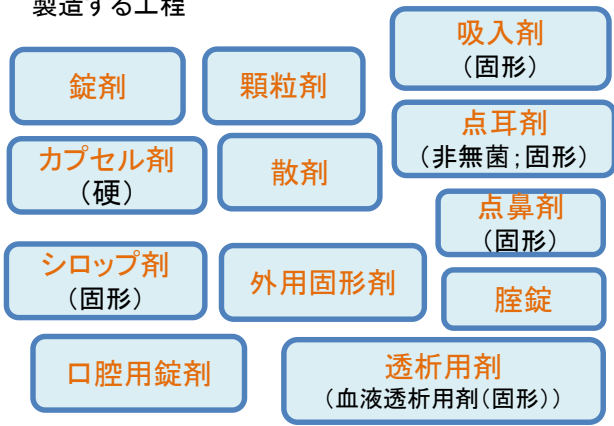 製造する工程
吸入剤
（固形）
錠剤
顆粒剤
点耳剤
（非無菌；固形）
カプセル剤
（硬）
散剤
点鼻剤
（固形）
シロップ剤
（固形）
外用固形剤
腟錠
口腔用錠剤
透析用剤
（血液透析用剤（固形））